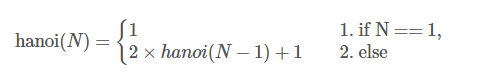 hanoi(N) = { 1    1. if N == 1,
2 × hanoi(N − 1) + 1    2. else